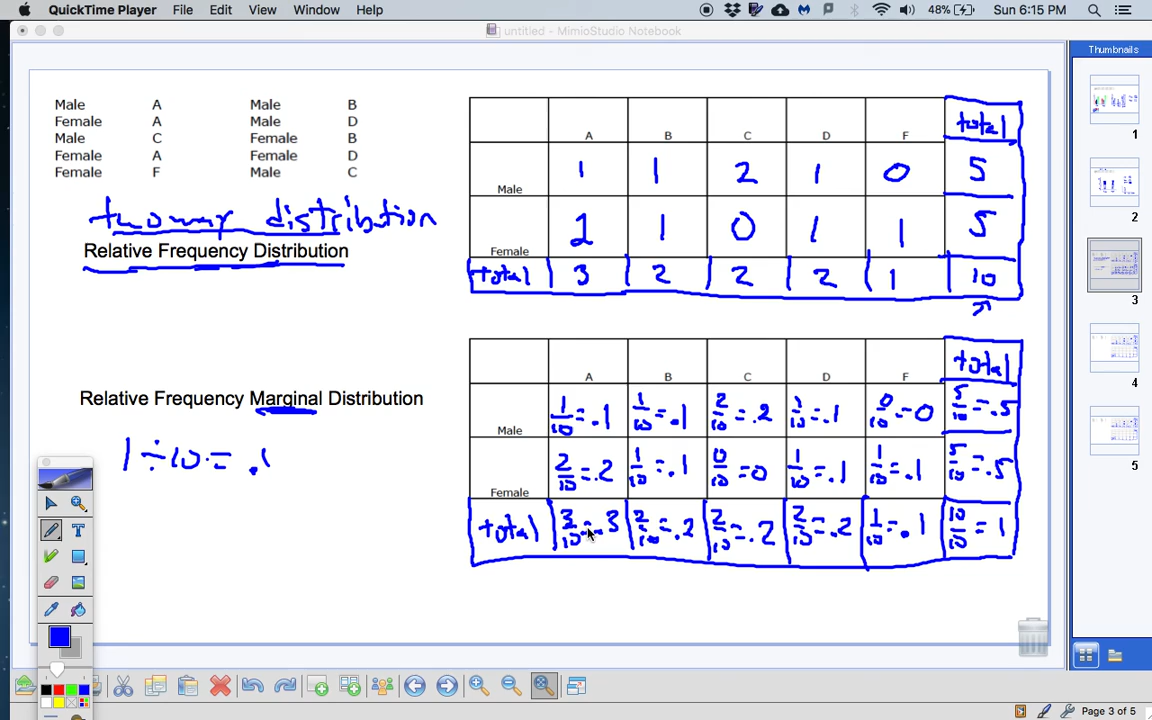 QuickTime Player File Edit View Window Help 48% Sun 6:15 PM
untitled - MimioStudio Notebook
Thumbnails
Male A Male B
Female A Male D
Male C Female B
Female A Female D
Female F Male C
two way distribution
Relative Frequency Distribution
A B C D F total
Male 1 1 2 1 0 5
Female 2 1 0 1 1 5
total 3 2 2 2 1 10
Relative Frequency Marginal Distribution
1 ÷ 10 = .1
A B C D F total
Male 1/10 = .1 1/10 = .1 2/10 = .2 1/10 = .1 0/10 = 0 5/10 = .5
Female 2/10 = .2 1/10 = .1 0/10 = 0 1/10 = .1 1/10 = .1 5/10 = .5
total 3/10 = .3 2/10 = .2 2/10 = .2 2/10 = .2 1/10 = .1 10/10 = 1
1
2
3
4
5
T
Page 3 of 5